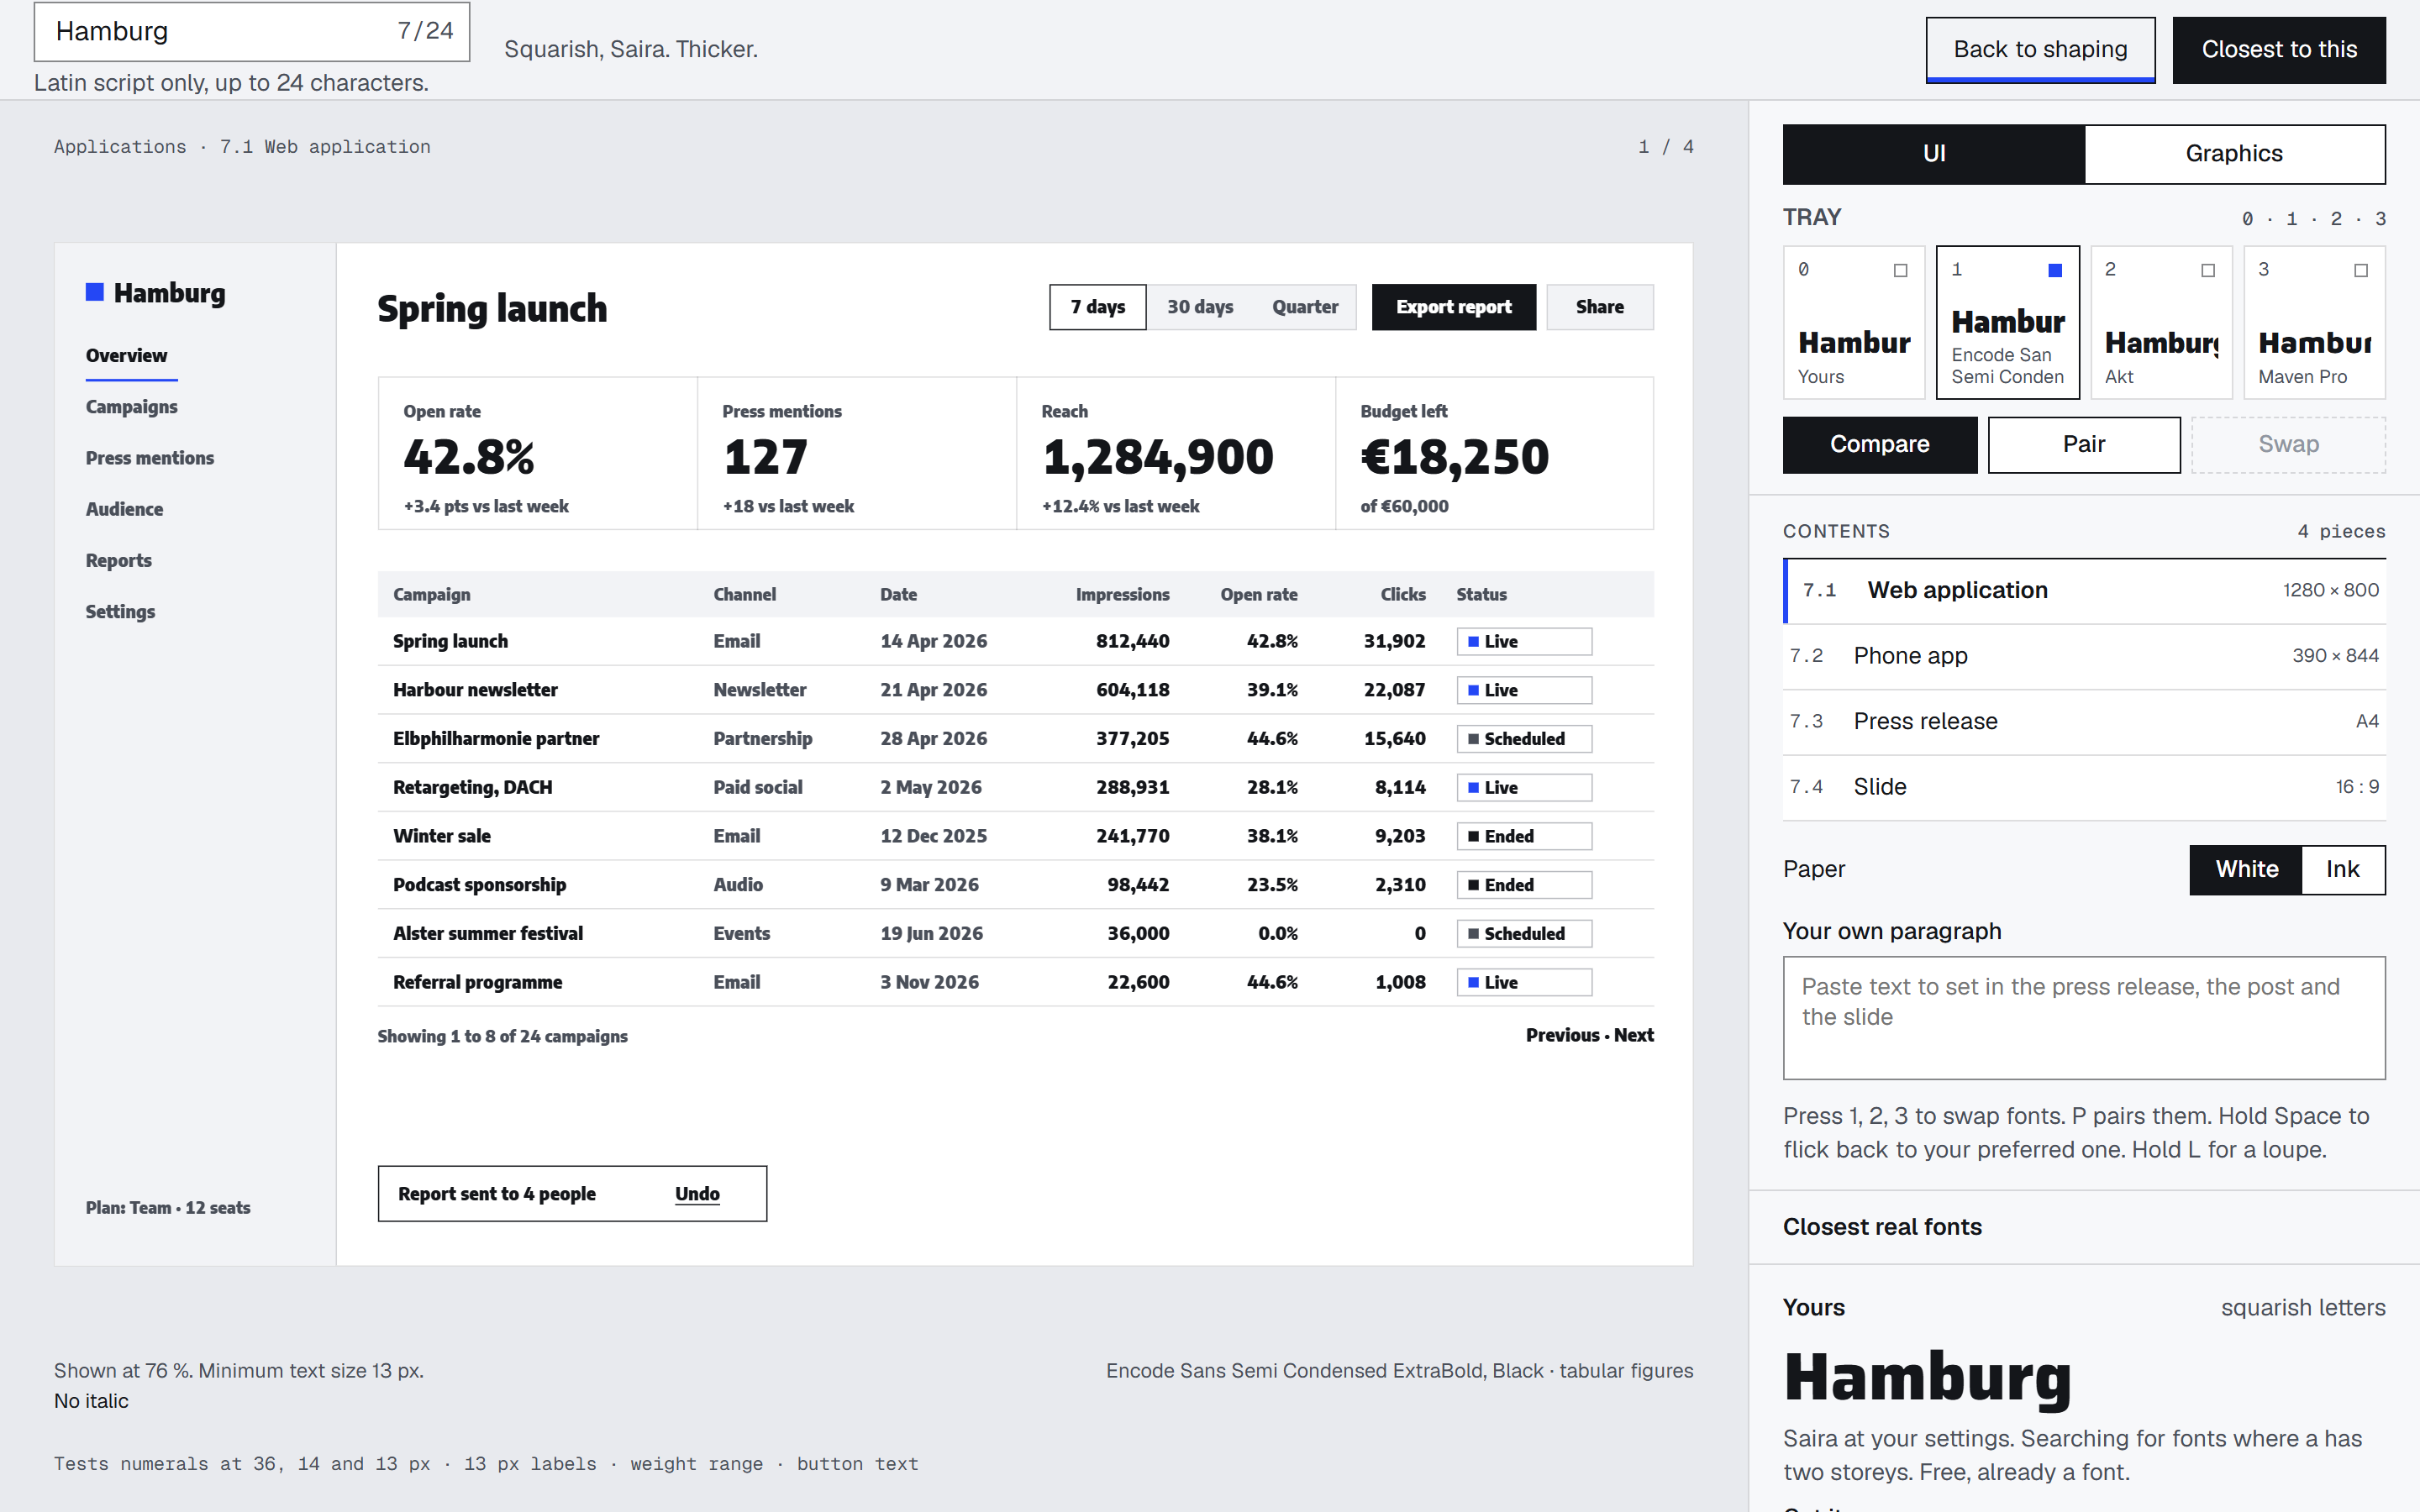 Hamburg 7/24
Latin script only, up to 24 characters.
Squarish, Saira. Thicker.
Back to shaping
Closest to this
Applications · 7.1 Web application
1 / 4
Hamburg
Overview
Campaigns
Press mentions
Audience
Reports
Settings
Plan: Team · 12 seats
Spring launch
7 days 30 days Quarter Export report Share
Open rate
42.8%
+3.4 pts vs last week
Press mentions
127
+18 vs last week
Reach
1,284,900
+12.4% vs last week
Budget left
€18,250
of €60,000
Campaign Channel Date Impressions Open rate Clicks Status
Spring launch Email 14 Apr 2026 812,440 42.8% 31,902 Live
Harbour newsletter Newsletter 21 Apr 2026 604,118 39.1% 22,087 Live
Elbphilharmonie partner Partnership 28 Apr 2026 377,205 44.6% 15,640 Scheduled
Retargeting, DACH Paid social 2 May 2026 288,931 28.1% 8,114 Live
Winter sale Email 12 Dec 2025 241,770 38.1% 9,203 Ended
Podcast sponsorship Audio 9 Mar 2026 98,442 23.5% 2,310 Ended
Alster summer festival Events 19 Jun 2026 36,000 0.0% 0 Scheduled
Referral programme Email 3 Nov 2026 22,600 44.6% 1,008 Live
Showing 1 to 8 of 24 campaigns
Previous · Next
Report sent to 4 people Undo
Shown at 76 %. Minimum text size 13 px.
No italic
Encode Sans Semi Condensed ExtraBold, Black · tabular figures
Tests numerals at 36, 14 and 13 px · 13 px labels · weight range · button text
UI Graphics
TRAY 0 · 1 · 2 · 3
0
Hambur
Yours
1
Hambur
Encode San
Semi Conden
2
Hamburg
Akt
3
Hambur
Maven Pro
Compare Pair Swap
CONTENTS 4 pieces
7.1 Web application 1280 × 800
7.2 Phone app 390 × 844
7.3 Press release A4
7.4 Slide 16 : 9
Paper White Ink
Your own paragraph
Paste text to set in the press release, the post and
the slide
Press 1, 2, 3 to swap fonts. P pairs them. Hold Space to
flick back to your preferred one. Hold L for a loupe.
Closest real fonts
Yours squarish letters
Hamburg
Saira at your settings. Searching for fonts where a has
two storeys. Free, already a font.